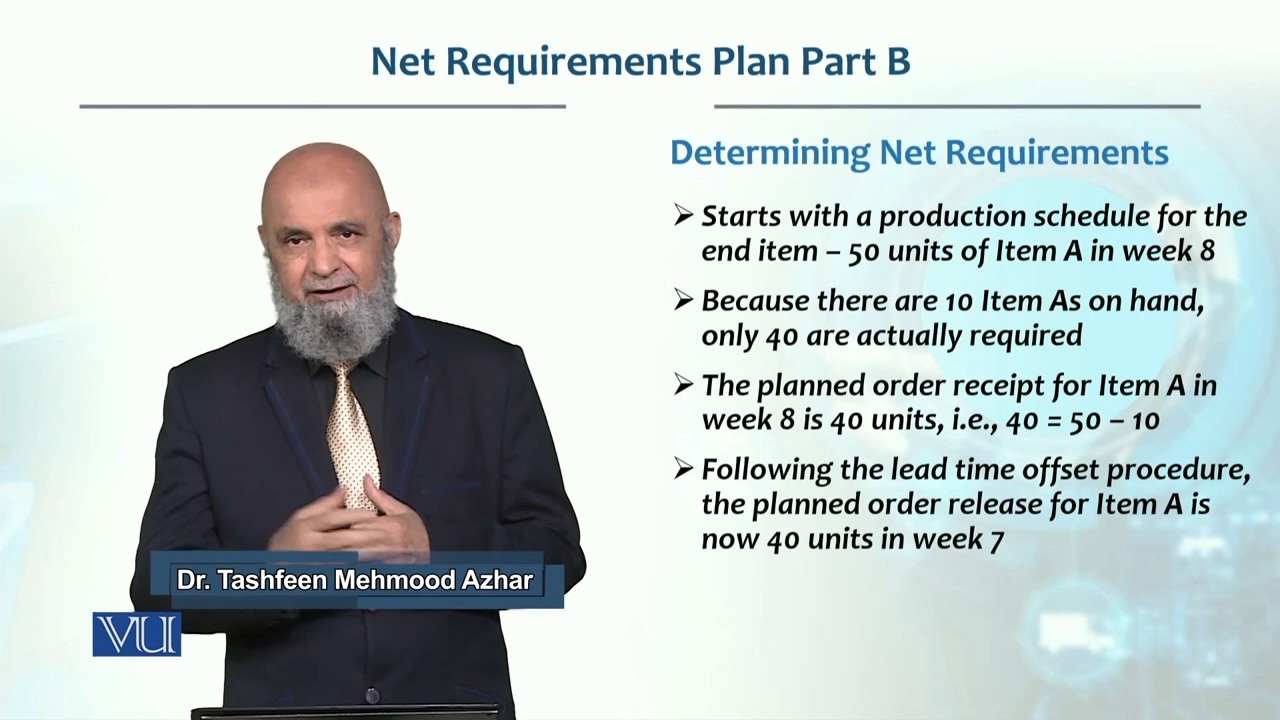 Net Requirements Plan Part B
Determining Net Requirements
➢ Starts with a production schedule for the
end item – 50 units of Item A in week 8
➢ Because there are 10 Item As on hand,
only 40 are actually required
➢ The planned order receipt for Item A in
week 8 is 40 units, i.e., 40 = 50 – 10
➢ Following the lead time offset procedure,
the planned order release for Item A is
now 40 units in week 7
Dr. Tashfeen Mehmood Azhar
VU